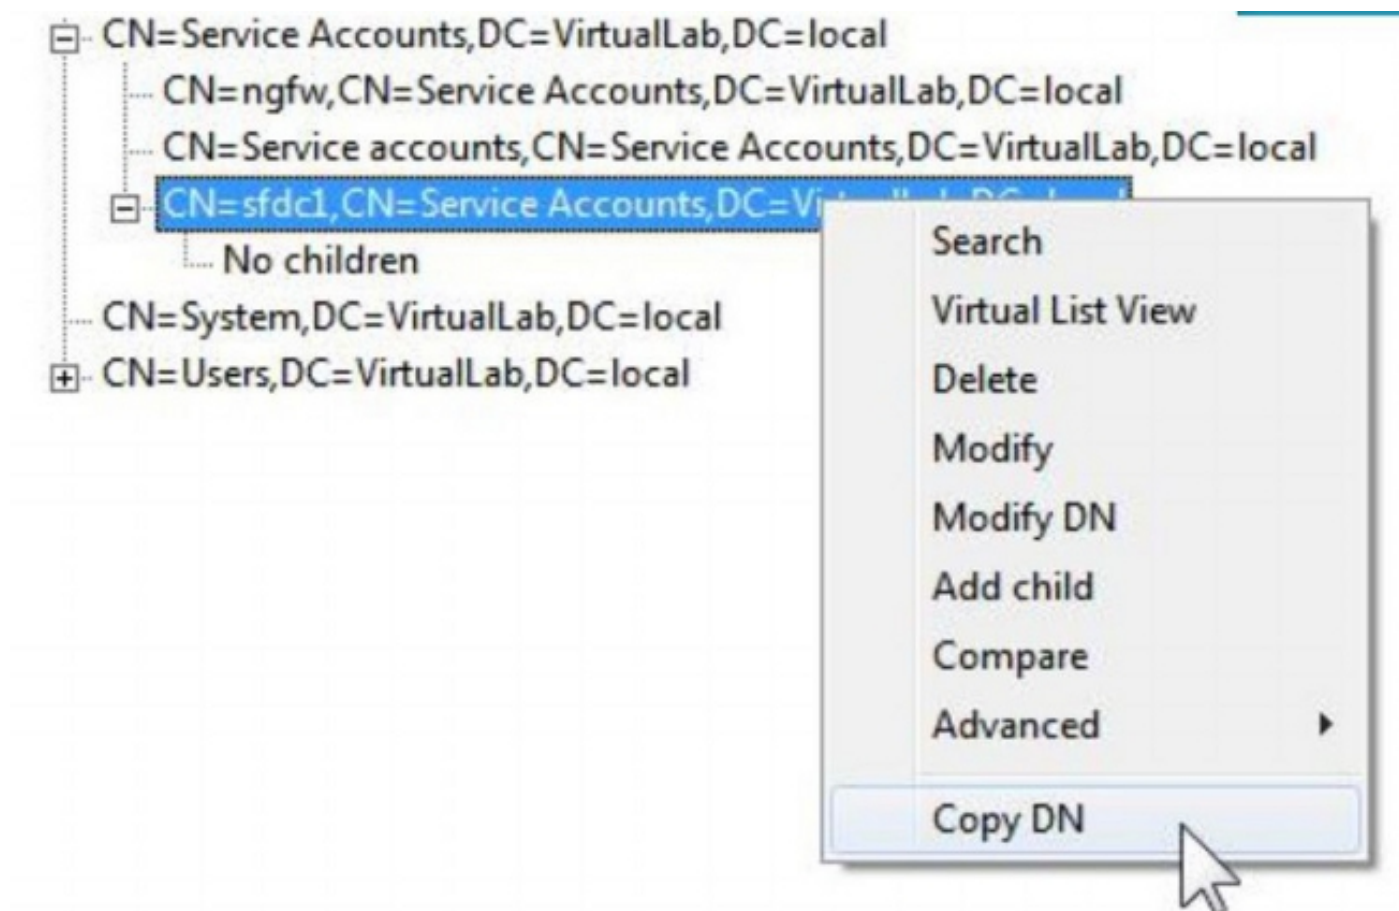 CN=Service Accounts,DC=VirtualLab,DC=local
CN=ngfw,CN=Service Accounts,DC=VirtualLab,DC=local
CN=Service accounts,CN=Service Accounts,DC=VirtualLab,DC=local
CN=sfdc1,CN=Service Accounts,DC=
No children
CN=System,DC=VirtualLab,DC=local
CN=Users,DC=VirtualLab,DC=local
Search
Virtual List View
Delete
Modify
Modify DN
Add child
Compare
Advanced
Copy DN